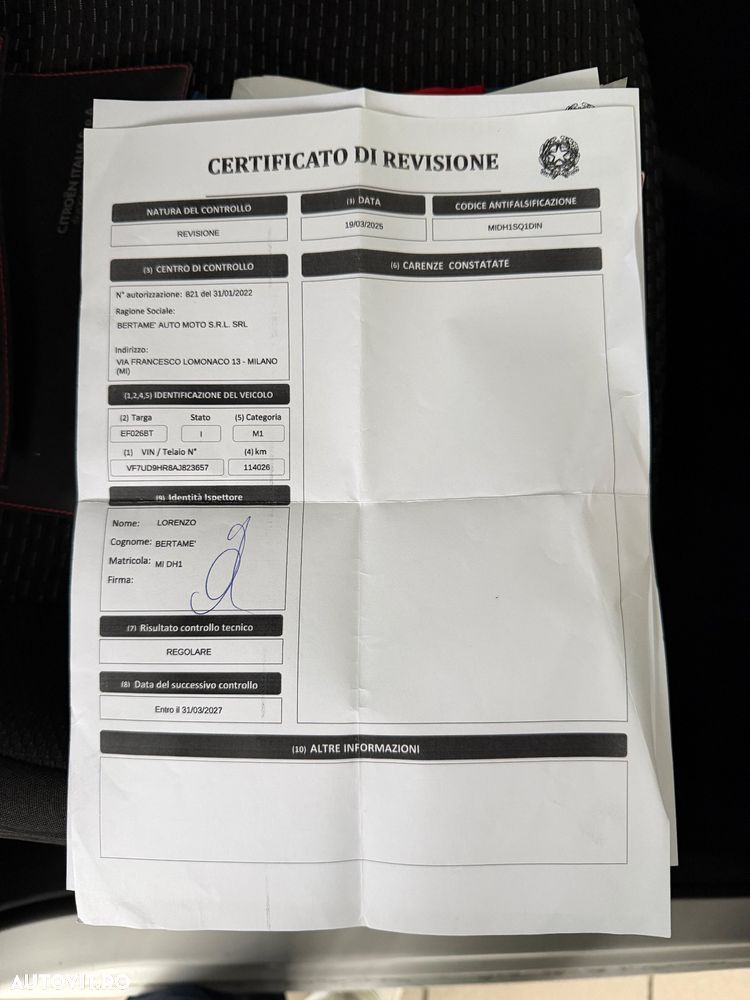 CITROËN ITALIA S.P.A
CERTIFICATO DI REVISIONE
NATURA DEL CONTROLLO
REVISIONE
(9) DATA
19/03/2025
CODICE ANTIFALSIFICAZIONE
MIDH1SQ1DIN
(3) CENTRO DI CONTROLLO
N° autorizzazione: 821 del 31/01/2022
Ragione Sociale:
BERTAME' AUTO MOTO S.R.L. SRL
Indirizzo:
VIA FRANCESCO LOMONACO 13 - MILANO
(MI)
(6) CARENZE CONSTATATE
(1,2,4,5) IDENTIFICAZIONE DEL VEICOLO
(2) Targa Stato (5) Categoria
EF026BT I M1
(1) VIN / Telaio N° (4) km
VF7UD9HR8AJ823657 114026
(9) Identità Ispettore
Nome: LORENZO
Cognome: BERTAME'
Matricola: MI DH1
Firma:
(7) Risultato controllo tecnico
REGOLARE
(8) Data del successivo controllo
Entro il 31/03/2027
(10) ALTRE INFORMAZIONI
AUTOVIT.RO